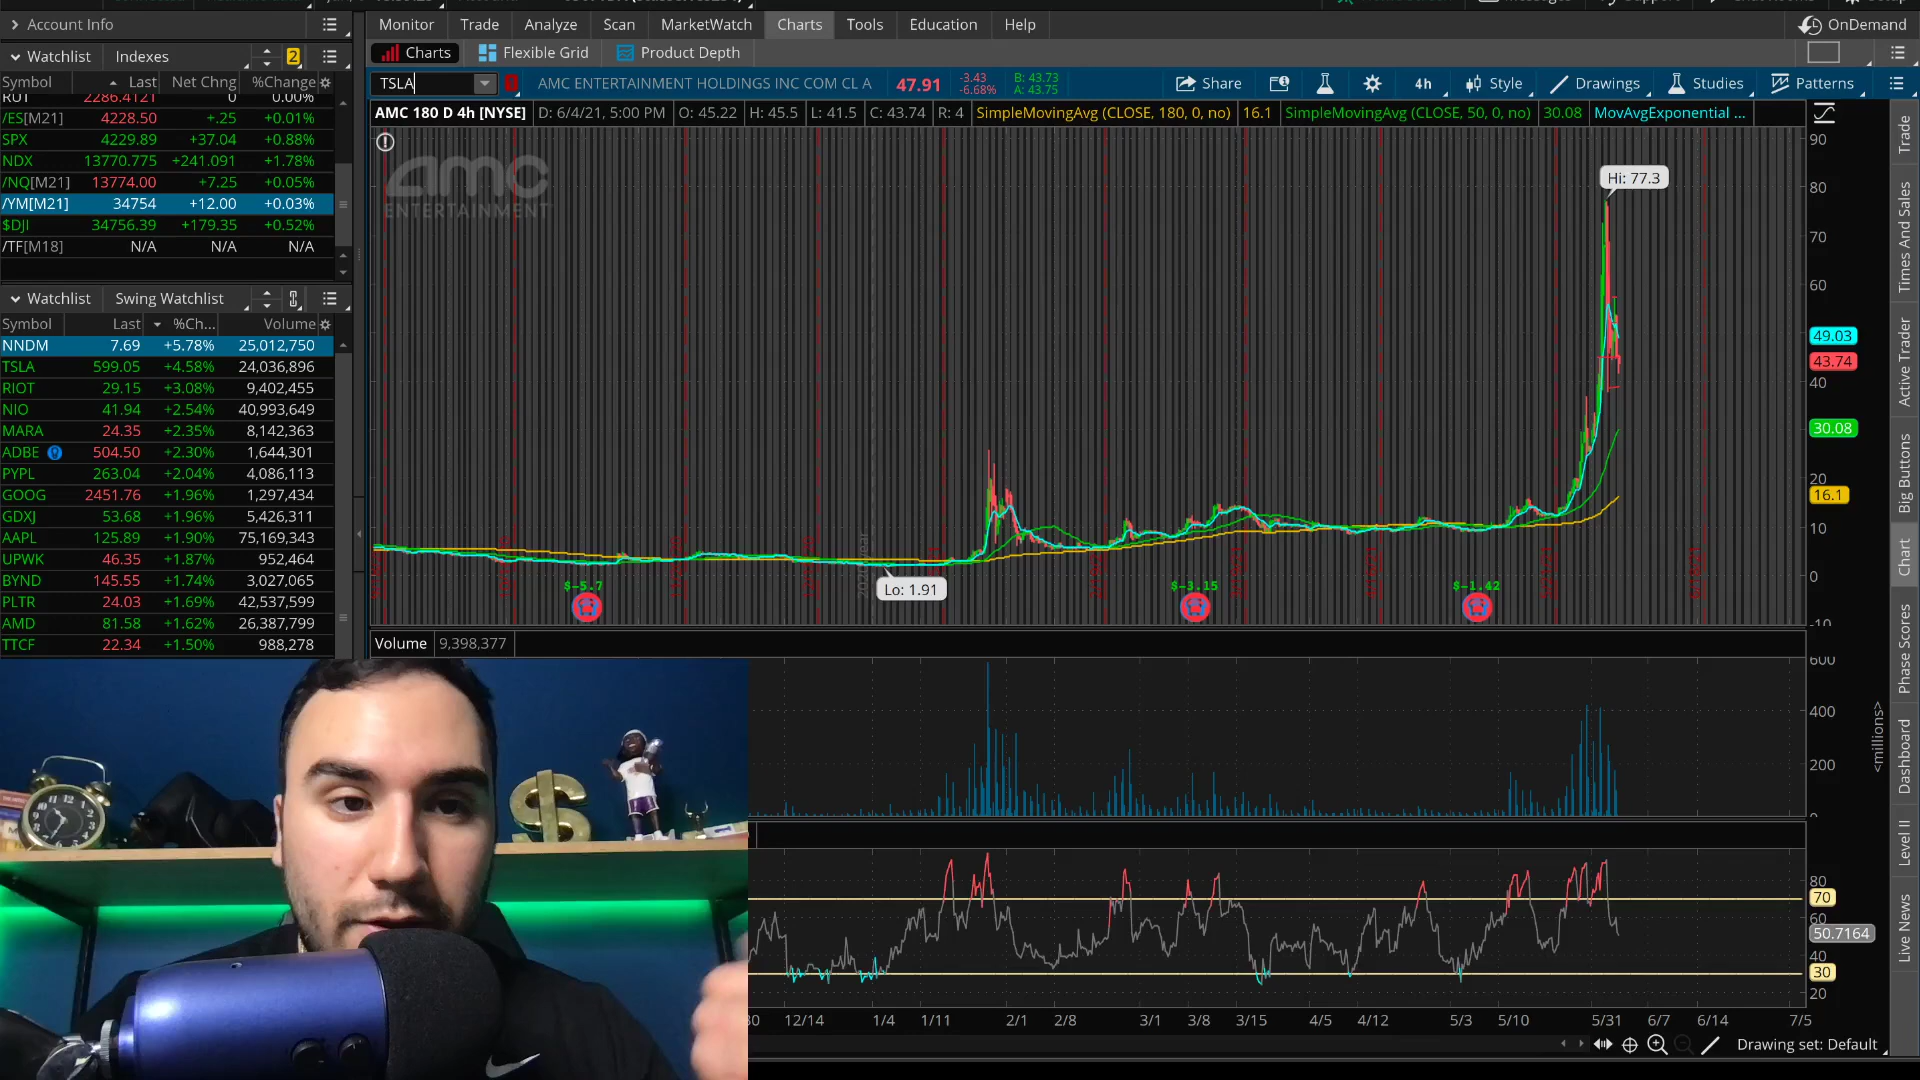 Account Info
Monitor Trade Analyze Scan MarketWatch Charts Tools Education Help OnDemand
Watchlist Indexes 2
Charts Flexible Grid Product Depth
Symbol Last Net Chng %Change
TSLA AMC ENTERTAINMENT HOLDINGS INC COM CL A 47.91 -3.43 -6.68% B: 43.73 A: 43.75 Share 4h Style Drawings Studies Patterns
RUT 2286.4121 0 0.00%
/ES[M21] 4228.50 +.25 +0.01%
SPX 4229.89 +37.04 +0.88%
NDX 13770.775 +241.091 +1.78%
/NQ[M21] 13774.00 +7.25 +0.05%
/YM[M21] 34754 +12.00 +0.03%
$DJI 34756.39 +179.35 +0.52%
/TF[M18] N/A N/A N/A
AMC 180 D 4h [NYSE] D: 6/4/21, 5:00 PM O: 45.22 H: 45.5 L: 41.5 C: 43.74 R: 4 SimpleMovingAvg (CLOSE, 180, 0, no) 16.1 SimpleMovingAvg (CLOSE, 50, 0, no) 30.08 MovAvgExponential ...
amc
ENTERTAINMENT
Hi: 77.3
Lo: 1.91
$-5.7
$-3.15
$-1.42
90
80
70
60
49.03
43.74
40
30.08
20
16.1
10
0
-10
Watchlist Swing Watchlist
Symbol Last %Ch... Volume
NNDM 7.69 +5.78% 25,012,750
TSLA 599.05 +4.58% 24,036,896
RIOT 29.15 +3.08% 9,402,455
NIO 41.94 +2.54% 40,993,649
MARA 24.35 +2.35% 8,142,363
ADBE 504.50 +2.30% 1,644,301
PYPL 263.04 +2.04% 4,086,113
GOOG 2451.76 +1.96% 1,297,434
GDXJ 53.68 +1.96% 5,426,311
AAPL 125.89 +1.90% 75,169,343
UPWK 46.35 +1.87% 952,464
BYND 145.55 +1.74% 3,027,065
PLTR 24.03 +1.69% 42,537,599
AMD 81.58 +1.62% 26,387,799
TTCF 22.34 +1.50% 988,278
Volume 9,398,377
600
400
200
0
<millions>
80
70
60
50.7164
40
30
20
12/14 1/4 1/11 2/1 2/8 3/1 3/8 3/15 4/5 4/12 5/3 5/10 5/31 6/7 6/14 7/5
Drawing set: Default
Trade
Times And Sales
Active Trader
Big Buttons
Chart
Phase Scores
Dashboard
Level II
Live News